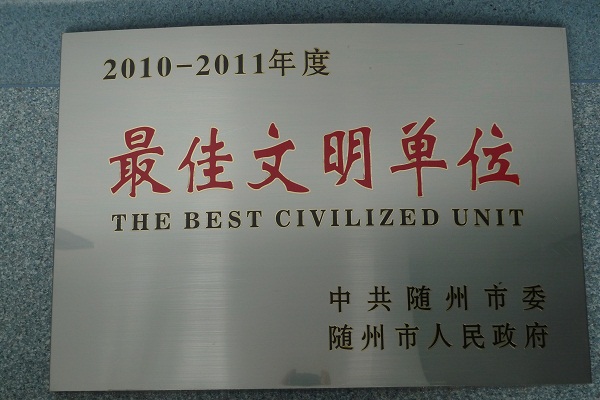 2010-2011年度
最佳文明单位
THE BEST CIVILIZED UNIT
中共随州市委
随州市人民政府